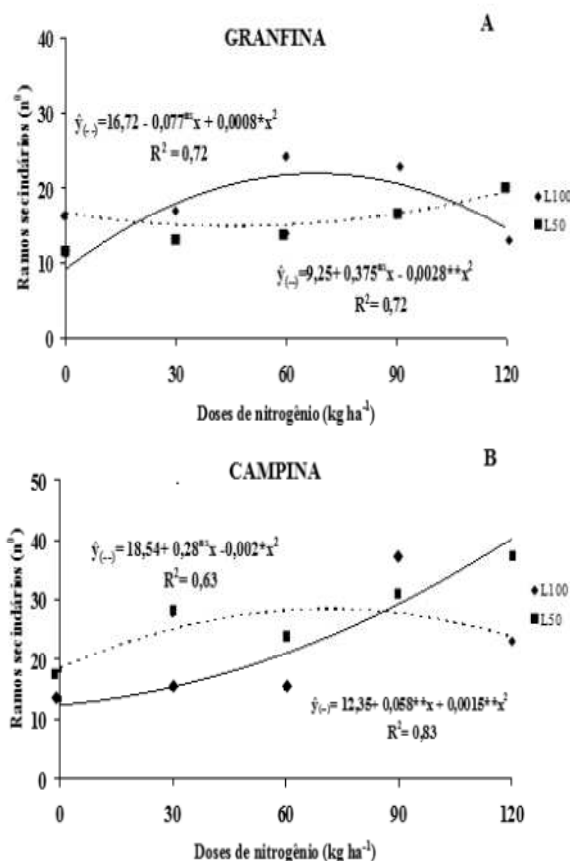 A
GRANFINA
40
30
20
10
0
Ramos secindários (nº)
ŷ(- -)=16,72 - 0,077ⁿˢx + 0,0008*x²
R² = 0,72
L100
L50
ŷ(—)=9,25+ 0,375ⁿˢx - 0,0028**x²
R²= 0,72
0 30 60 90 120
Doses de nitrogênio (kg ha⁻¹)
B
CAMPINA
50
40
30
20
10
0
Ramos secindários (nº)
ŷ(--) = 18,54+ 0,28ⁿˢx -0,002*x²
R²= 0,63
L100
L50
ŷ(—)= 12,35+ 0,058**x + 0,0015**x²
R²= 0,83
0 30 60 90 120
Doses de nitrogênio (kg ha⁻¹)